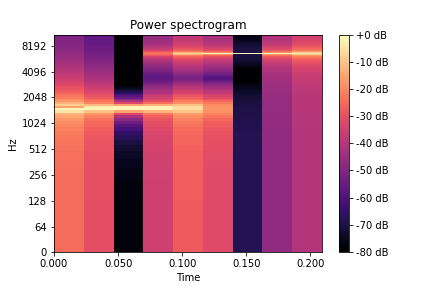 Power spectrogram
8192
4096
2048
1024
512
256
128
64
0
Hz
0.000
0.050
0.100
0.150
0.200
Time
+0 dB
-10 dB
-20 dB
-30 dB
-40 dB
-50 dB
-60 dB
-70 dB
-80 dB